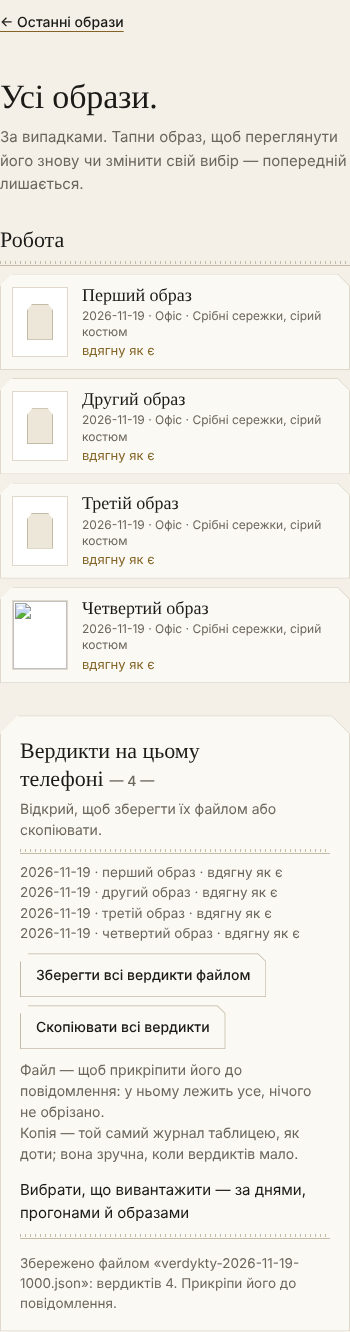 ← Останні образи
Усі образи.
За випадками. Тапни образ, щоб переглянути
його знову чи змінити свій вибір — попередній
лишається.
Робота
Перший образ
2026-11-19 · Офіс · Срібні сережки, сірий
костюм
вдягну як є
Другий образ
2026-11-19 · Офіс · Срібні сережки, сірий
костюм
вдягну як є
Третій образ
2026-11-19 · Офіс · Срібні сережки, сірий
костюм
вдягну як є
Четвертий образ
2026-11-19 · Офіс · Срібні сережки, сірий
костюм
вдягну як є
Вердикти на цьому
телефоні — 4 —
Відкрий, щоб зберегти їх файлом або
скопіювати.
2026-11-19 · перший образ · вдягну як є
2026-11-19 · другий образ · вдягну як є
2026-11-19 · третій образ · вдягну як є
2026-11-19 · четвертий образ · вдягну як є
Зберегти всі вердикти файлом
Скопіювати всі вердикти
Файл — щоб прикріпити його до
повідомлення: у ньому лежить усе, нічого
не обрізано.
Копія — той самий журнал таблицею, як
доти; вона зручна, коли вердиктів мало.
Вибрати, що вивантажити — за днями,
прогонами й образами
Збережено файлом «verdykty-2026-11-19-
1000.json»: вердиктів 4. Прикріпи його до
повідомлення.